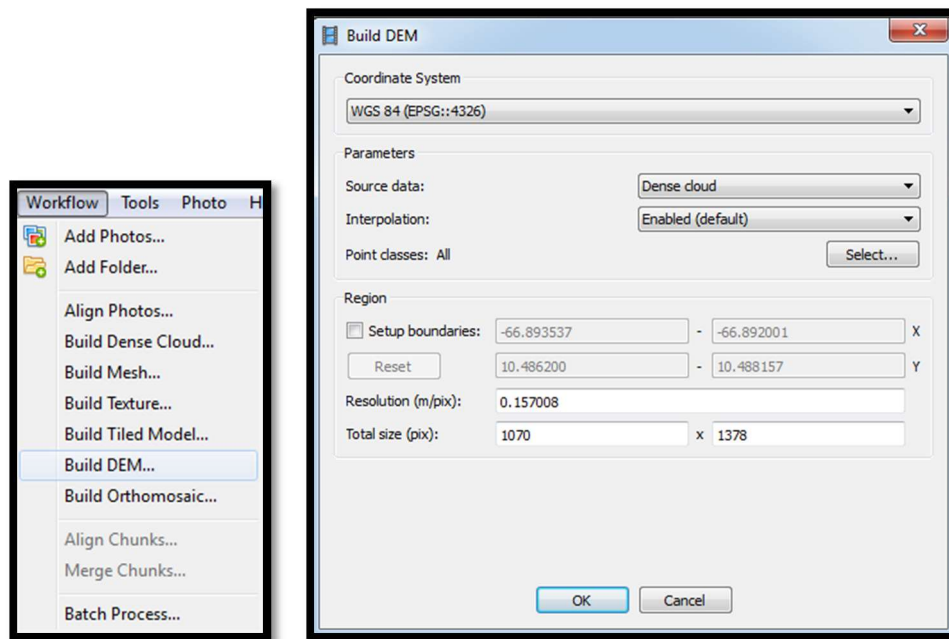 Workflow Tools Photo H
Add Photos...
Add Folder...
Align Photos...
Build Dense Cloud...
Build Mesh...
Build Texture...
Build Tiled Model...
Build DEM...
Build Orthomosaic...
Align Chunks...
Merge Chunks...
Batch Process...
Build DEM
Coordinate System
WGS 84 (EPSG::4326)
Parameters
Source data: Dense cloud
Interpolation: Enabled (default)
Point classes: All Select...
Region
Setup boundaries: -66.893537 - -66.892001 X
Reset 10.486200 - 10.488157 Y
Resolution (m/pix): 0.157008
Total size (pix): 1070 x 1378
OK Cancel